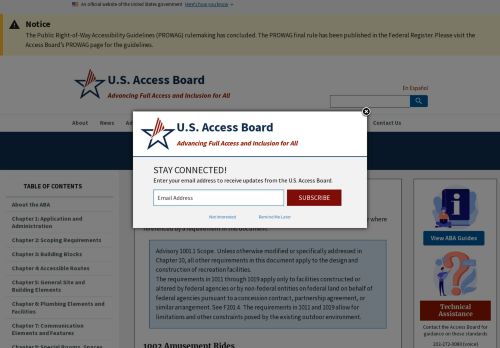 An official website of the United States government Here's how you know
Notice
The Public Right-of-Way Accessibility Guidelines (PROWAG) rulemaking has concluded. The PROWAG final rule has been published in the Federal Register. Please visit the
Access Board's PROWAG page for the guidelines.
U.S. Access Board
Advancing Full Access and Inclusion for All
En Español
About News Ad
Contact Us
U.S. Access Board
Advancing Full Access and Inclusion for All
STAY CONNECTED!
Enter your email address to receive updates from the U.S. Access Board.
Email Address
SUBSCRIBE
Not Interested Remind Me Later
TABLE OF CONTENTS
About the ABA
Chapter 1: Application and
Administration
Chapter 2: Scoping Requirements
Chapter 3: Building Blocks
Chapter 4: Accessible Routes
Chapter 5: General Site and
Building Elements
Chapter 6: Plumbing Elements and
Facilities
Chapter 7: Communication
Elements and Features
Chapter 8: Special Rooms, Spaces,
where
referenced by a requirement in this document.
Advisory 1001.1 Scope. Unless otherwise modified or specifically addressed in
Chapter 10, all other requirements in this document apply to the design and
construction of recreation facilities.
The requirements in 1011 through 1019 apply only to facilities constructed or
altered by federal agencies or by non-federal entities on federal land on behalf of
federal agencies pursuant to a concession contract, partnership agreement, or
similar arrangement. See F201.4. The requirements in 1011 and 1019 allow for
limitations and other constraints posed by the existing outdoor environment.
1002 Amusement Rides
View ABA Guides
Technical
Assistance
Contact the Access Board for
guidance on these standards
202-272-0080 (voice)